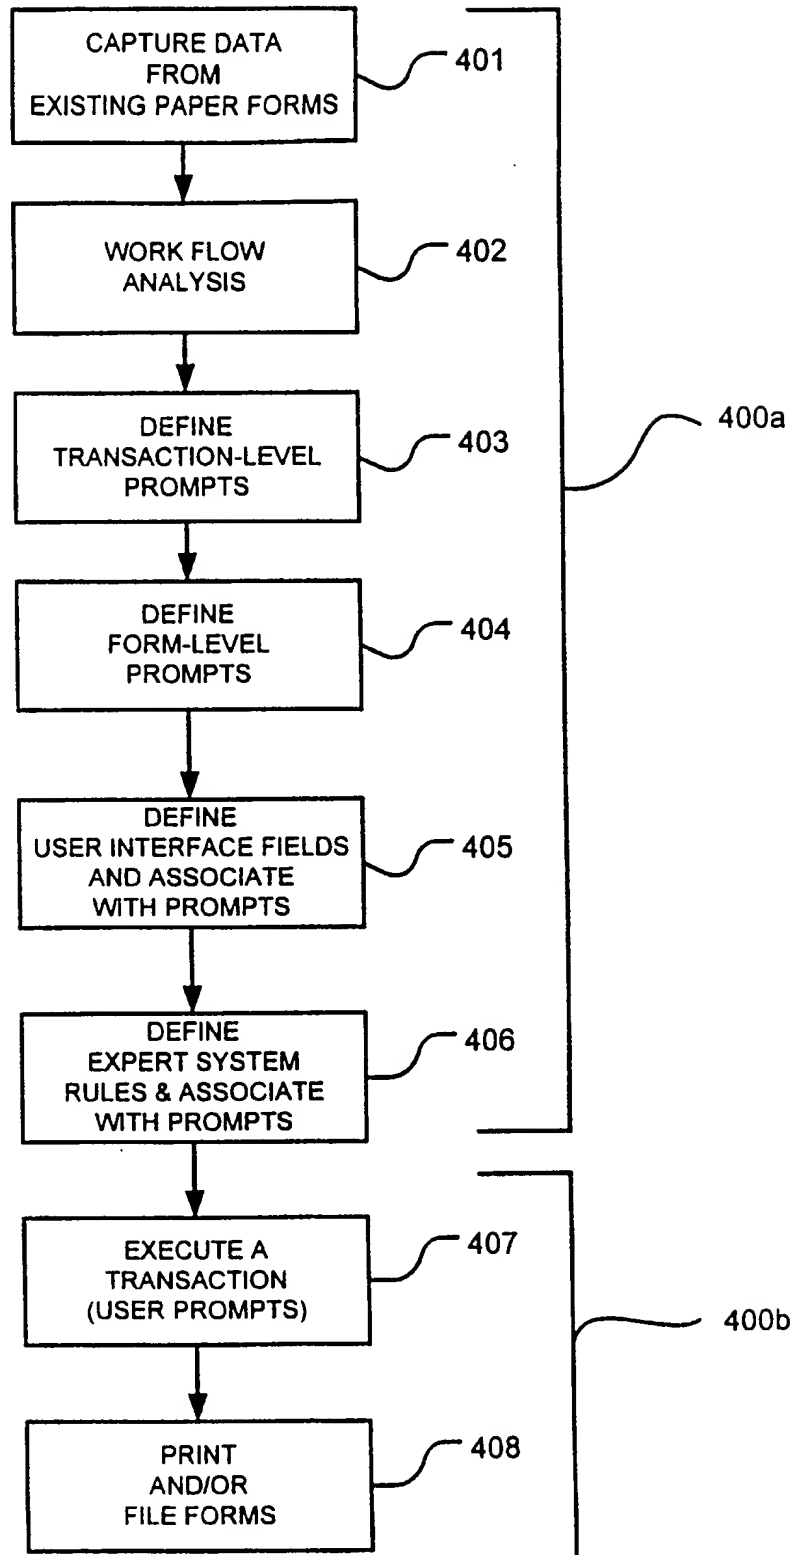 CAPTURE DATA
FROM
EXISTING PAPER FORMS
401
WORK FLOW
ANALYSIS
402
DEFINE
TRANSACTION-LEVEL
PROMPTS
403
400a
DEFINE
FORM-LEVEL
PROMPTS
404
DEFINE
USER INTERFACE FIELDS
AND ASSOCIATE
WITH PROMPTS
405
DEFINE
EXPERT SYSTEM
RULES & ASSOCIATE
WITH PROMPTS
406
EXECUTE A
TRANSACTION
(USER PROMPTS)
407
400b
PRINT
AND/OR
FILE FORMS
408